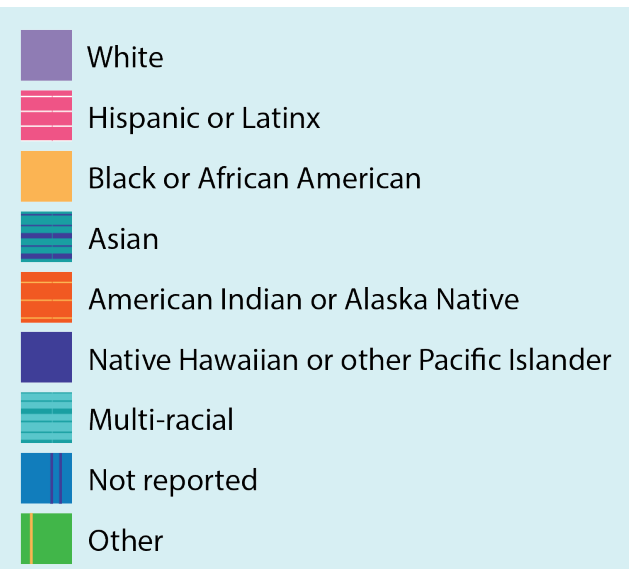 White
Hispanic or Latinx
Black or African American
Asian
American Indian or Alaska Native
Native Hawaiian or other Pacific Islander
Multi-racial
Not reported
Other